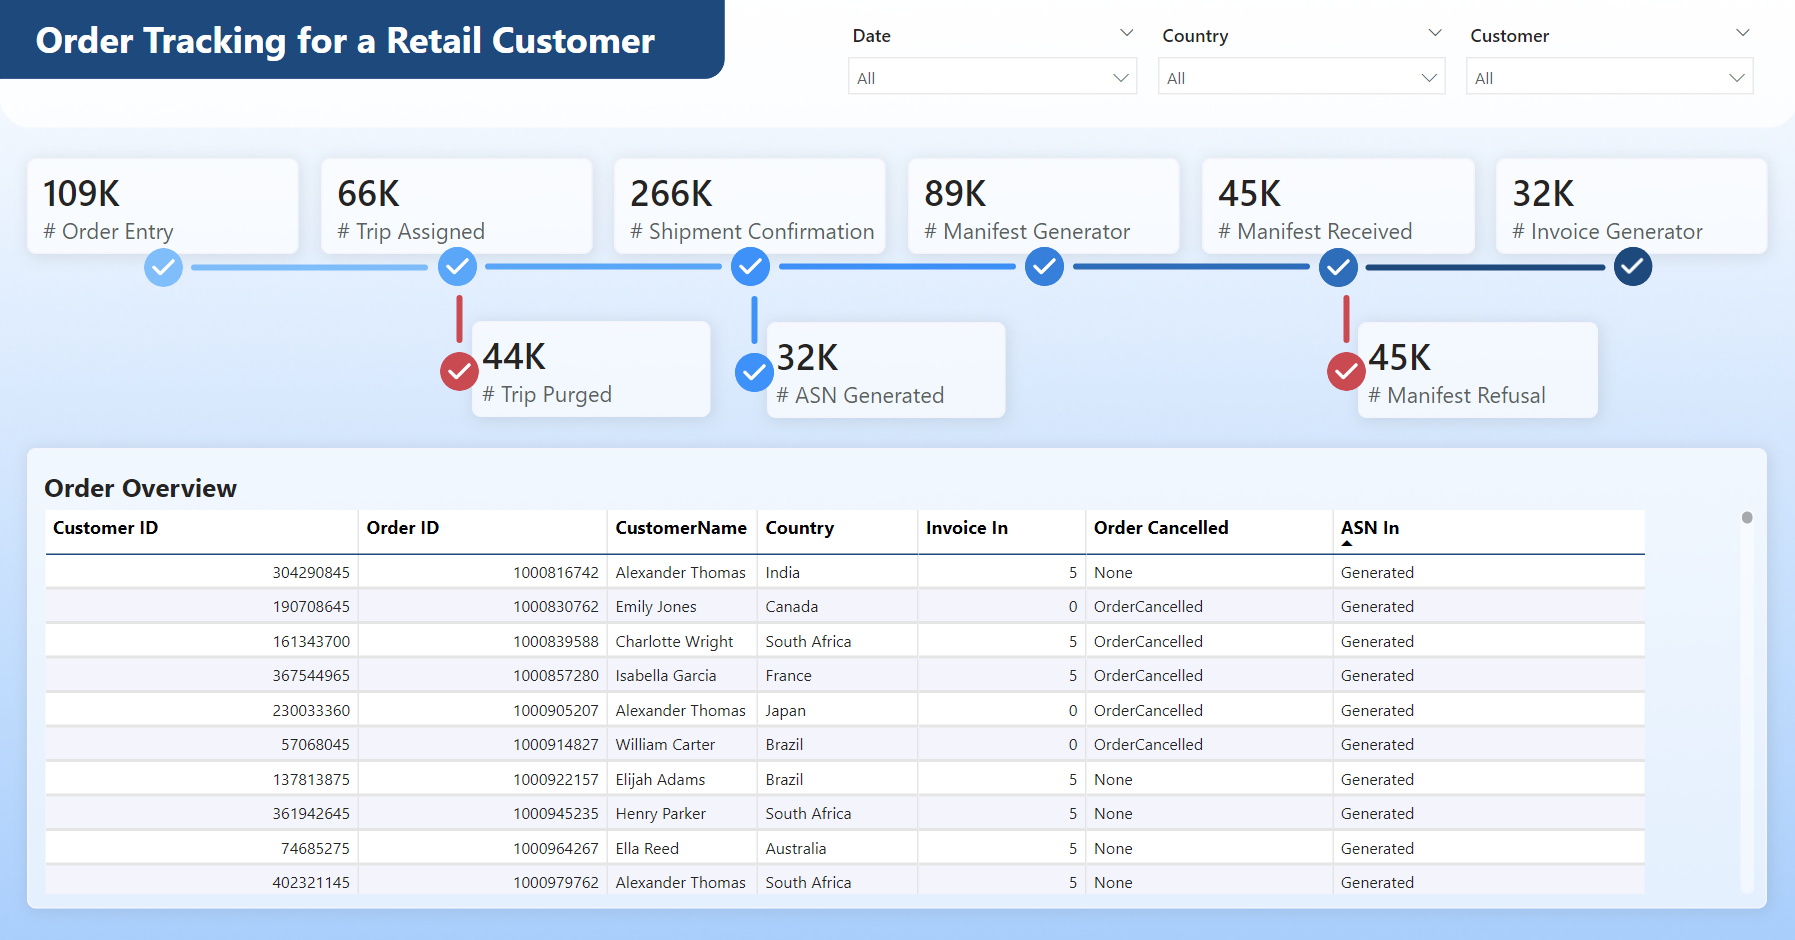 Order Tracking for a Retail Customer
Date Country Customer
All All All
109K 66K 266K 89K 45K 32K
# Order Entry # Trip Assigned # Shipment Confirmation # Manifest Generator # Manifest Received # Invoice Generator
44K 32K 45K
# Trip Purged # ASN Generated # Manifest Refusal
Order Overview
Customer ID Order ID CustomerName Country Invoice In Order Cancelled ASN In
304290845 1000816742 Alexander Thomas India 5 None Generated
190708645 1000830762 Emily Jones Canada 0 OrderCancelled Generated
161343700 1000839588 Charlotte Wright South Africa 5 OrderCancelled Generated
367544965 1000857280 Isabella Garcia France 5 OrderCancelled Generated
230033360 1000905207 Alexander Thomas Japan 0 OrderCancelled Generated
57068045 1000914827 William Carter Brazil 0 OrderCancelled Generated
137813875 1000922157 Elijah Adams Brazil 5 None Generated
361942645 1000945235 Henry Parker South Africa 5 None Generated
74685275 1000964267 Ella Reed Australia 5 None Generated
402321145 1000979762 Alexander Thomas South Africa 5 None Generated